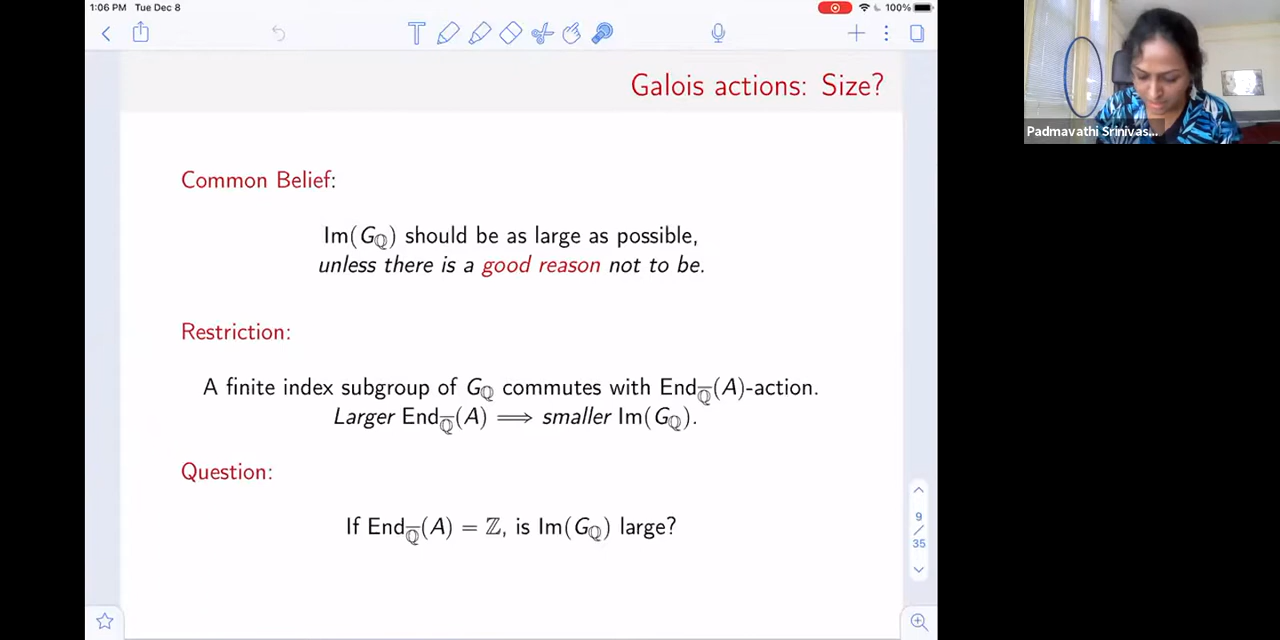 1:06 PM Tue Dec 8
100%
Galois actions: Size?
Padmavathi Srinivas...
Common Belief:
Im(G_ℚ) should be as large as possible,
unless there is a good reason not to be.
Restriction:
A finite index subgroup of G_ℚ commutes with End_ℚ̅(A)-action.
Larger End_ℚ̅(A) ⟹ smaller Im(G_ℚ).
Question:
If End_ℚ̅(A) = ℤ, is Im(G_ℚ) large?
9
/
35